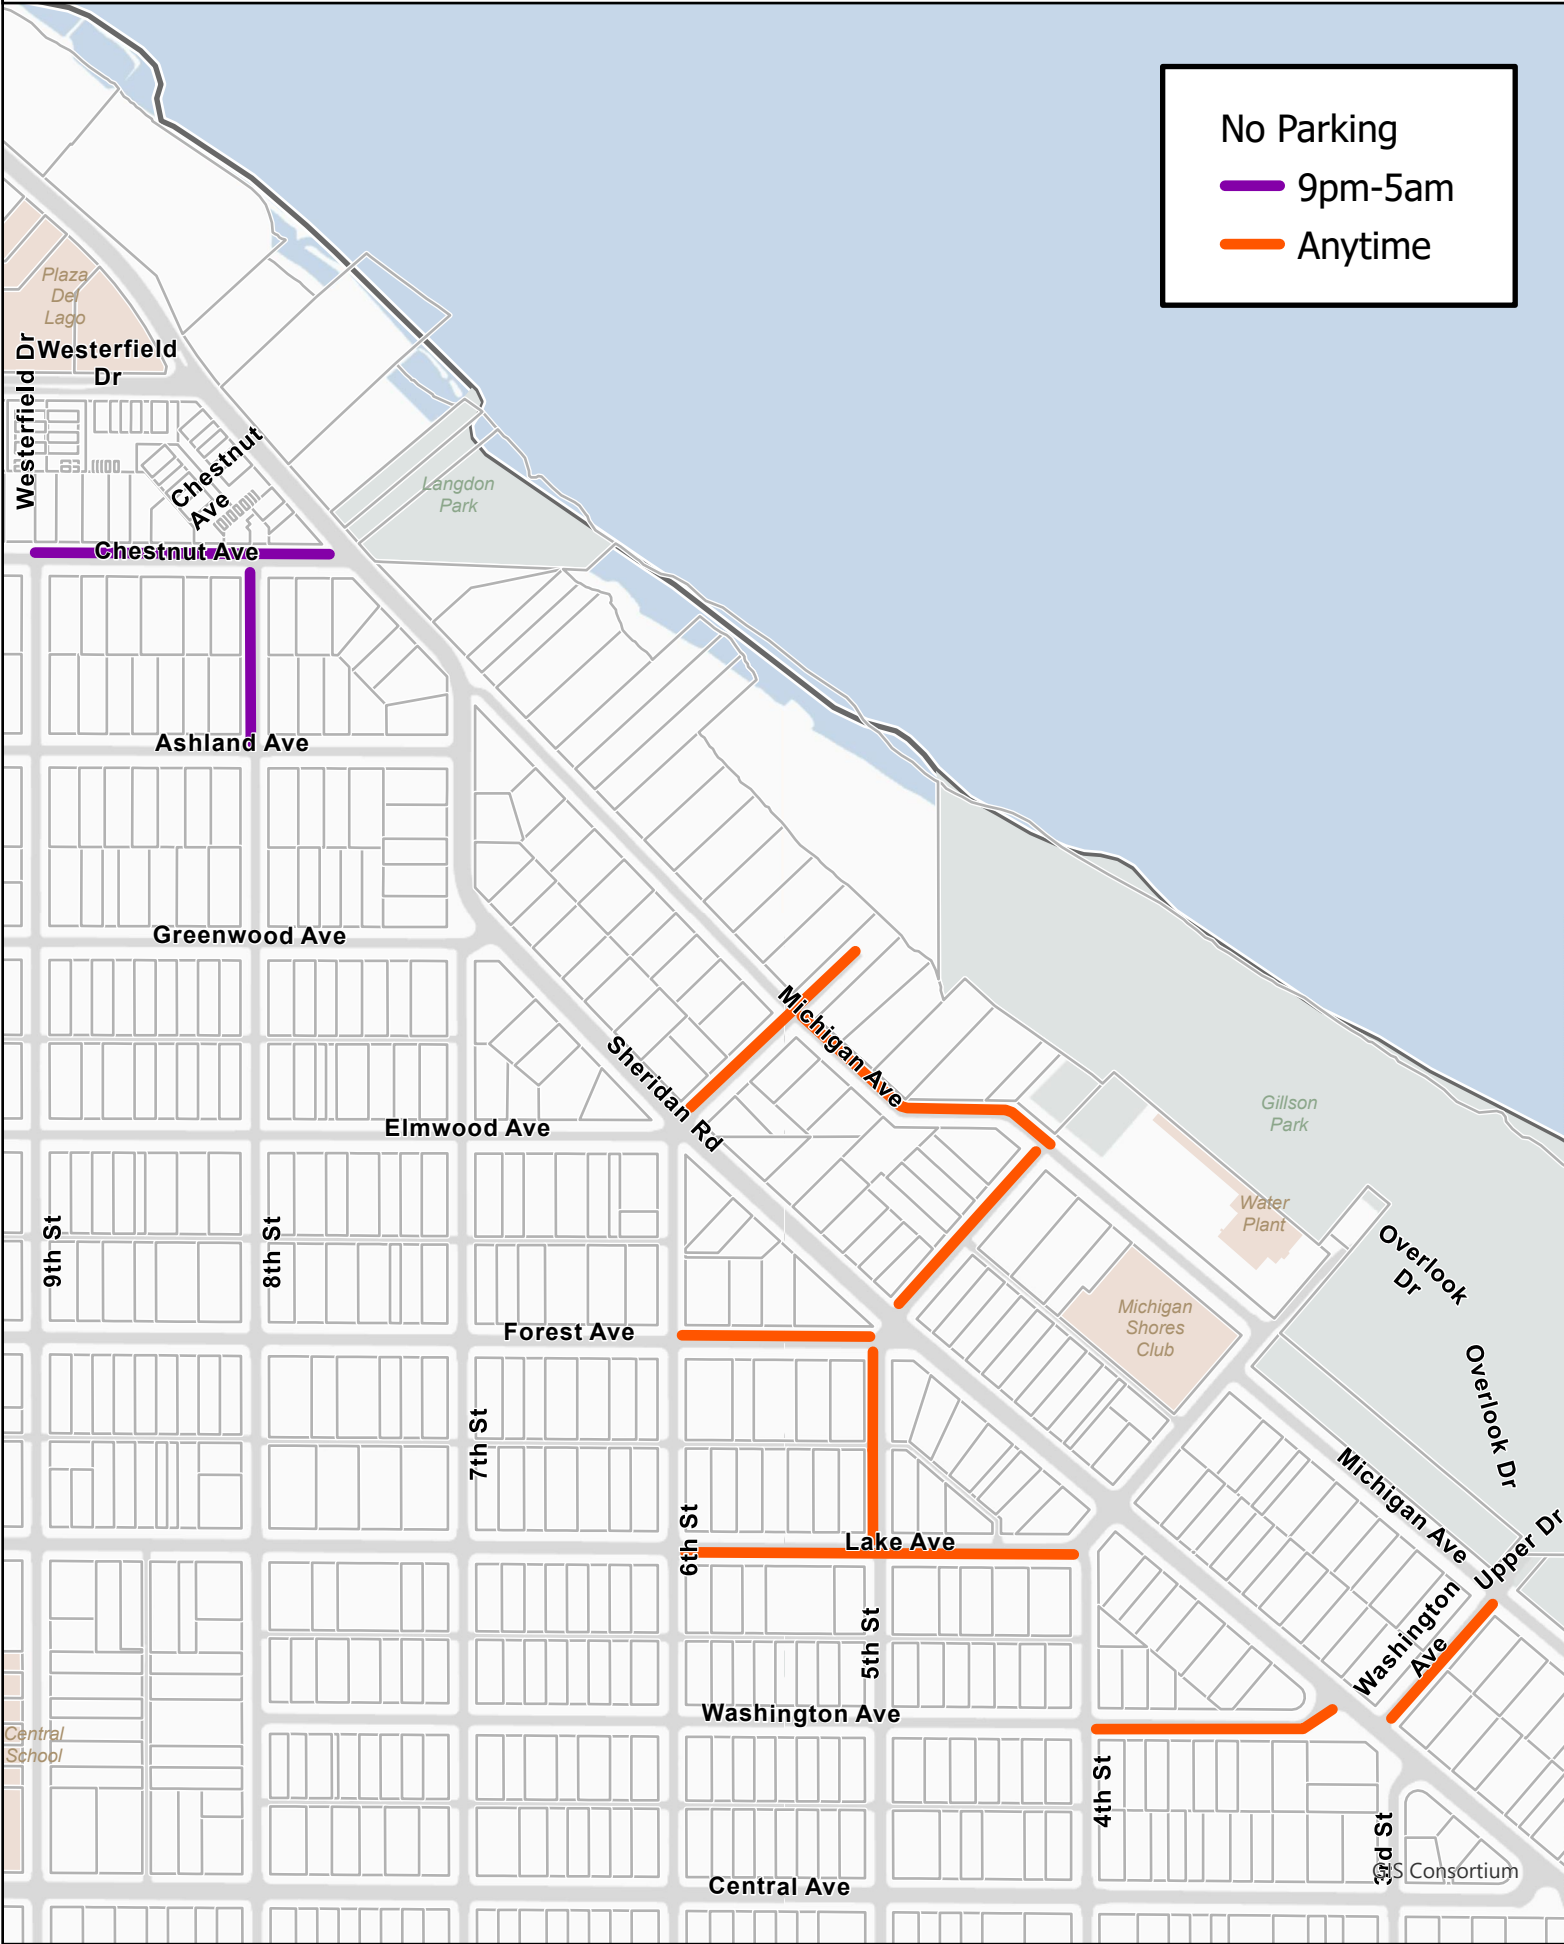 No Parking
9pm-5am
Anytime
Plaza
Del
Lago
Westerfield
Dr
Westerfield Dr
Chestnut
Ave
Langdon
Park
Chestnut Ave
Ashland Ave
Greenwood Ave
Michigan Ave
Sheridan Rd
Elmwood Ave
Gillson
Park
Water
Plant
Overlook
Dr
9th St
8th St
Michigan
Shores
Club
Forest Ave
Overlook Dr
7th St
Michigan Ave
6th St
Lake Ave
Upper Dr
5th St
Washington
Ave
Washington Ave
Central
School
4th St
3rd St
GIS Consortium
Central Ave